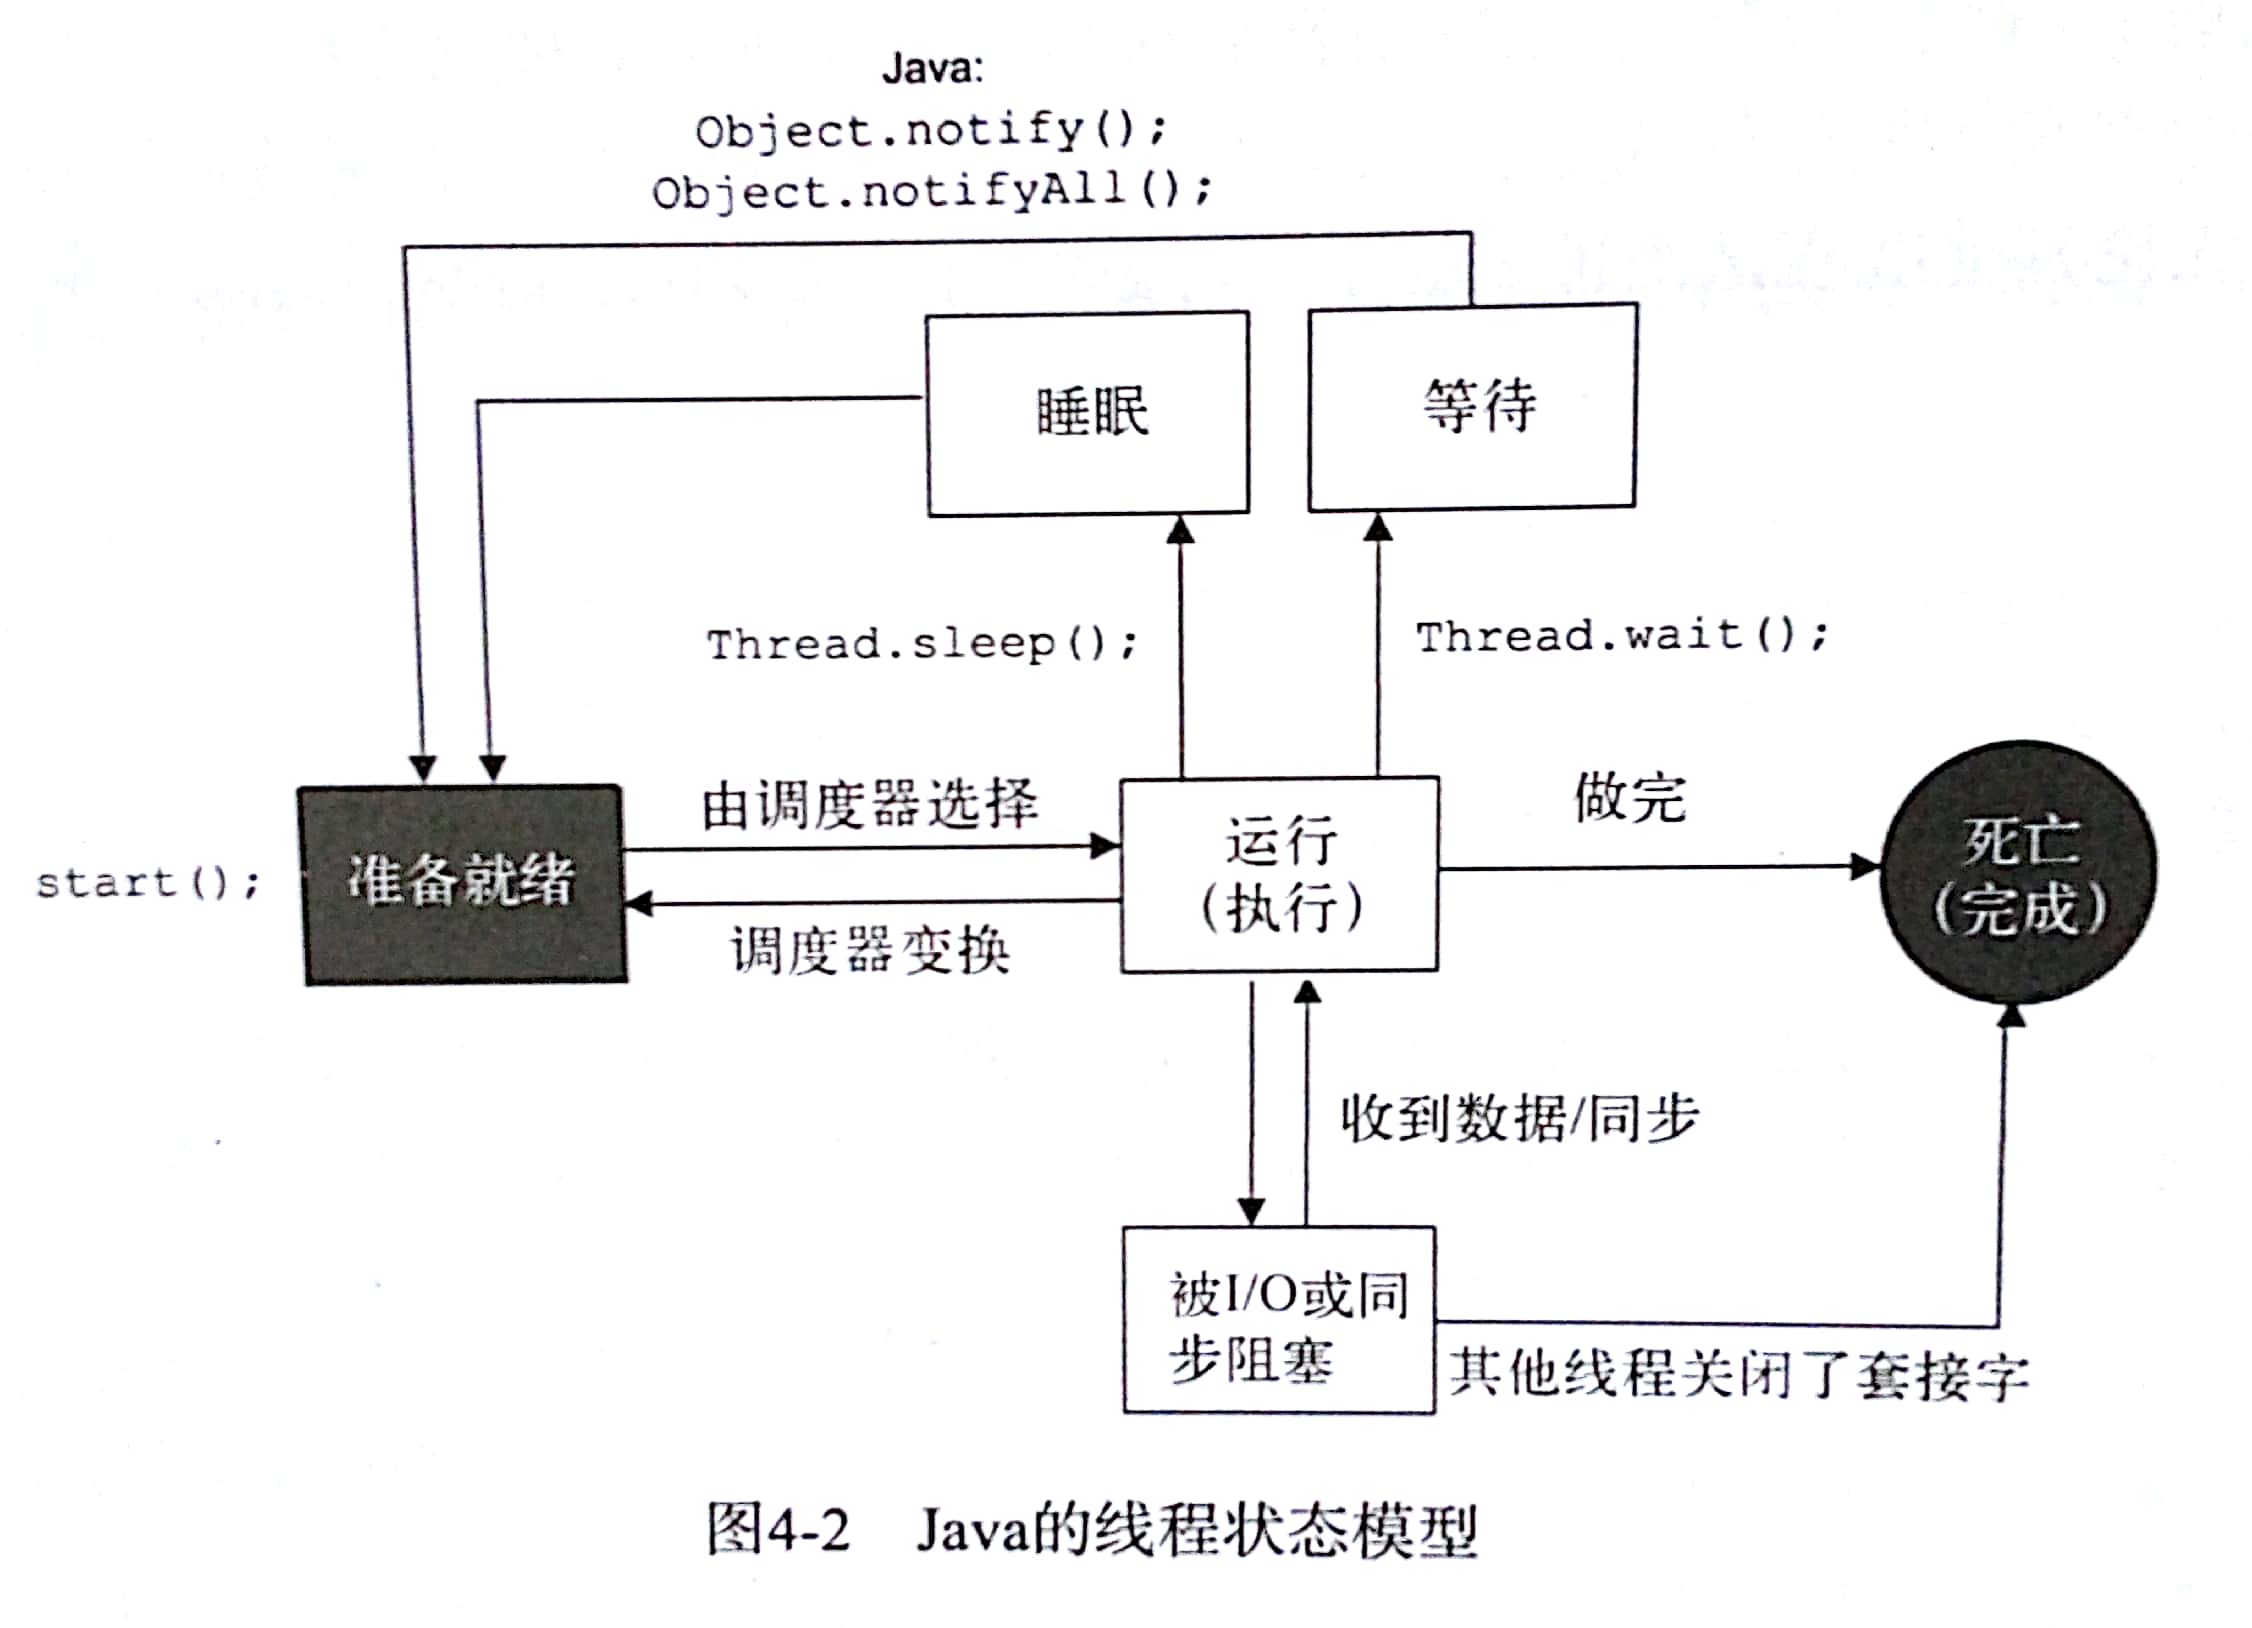 Java:
Object.notify();
Object.notifyAll();
睡眠
等待
Thread.sleep();
Thread.wait();
start();
准备就绪
由调度器选择
调度器变换
运行
(执行)
做完
死亡
(完成)
收到数据/同步
被I/O或同
步阻塞
其他线程关闭了套接字
图4-2 Java的线程状态模型